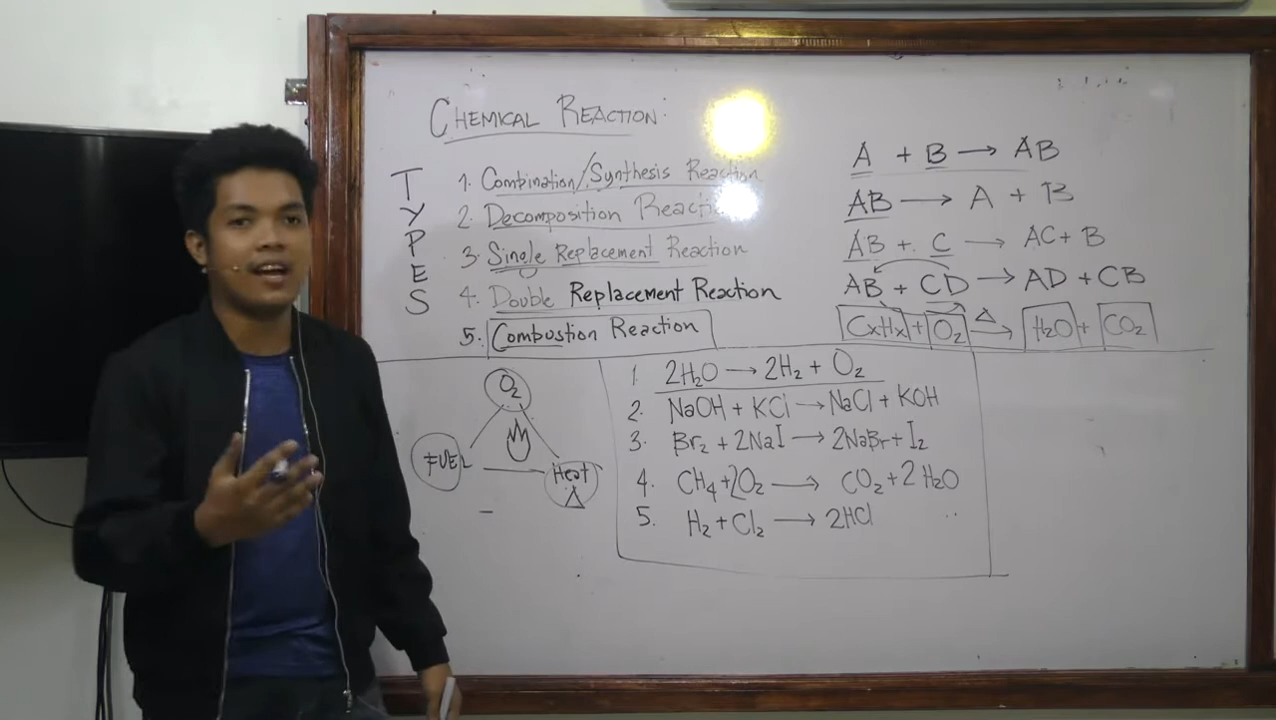 CHEMICAL REACTION:
TYPES
1. Combination/Synthesis Reaction
2. Decomposition Reacti
3. Single Replacement Reaction
4. Double Replacement Reaction
5. Combustion Reaction
A + B → AB
AB → A + B
AB + C → AC + B
AB + CD → AD + CB
CxHx + O₂ Δ→ H₂O + CO₂
O₂
FUEL
Heat
Δ
1. 2H₂O → 2H₂ + O₂
2. NaOH + KCl → NaCl + KOH
3. Br₂ + 2NaI → 2NaBr + I₂
4. CH₄ + 2O₂ → CO₂ + 2H₂O
5. H₂ + Cl₂ → 2HCl